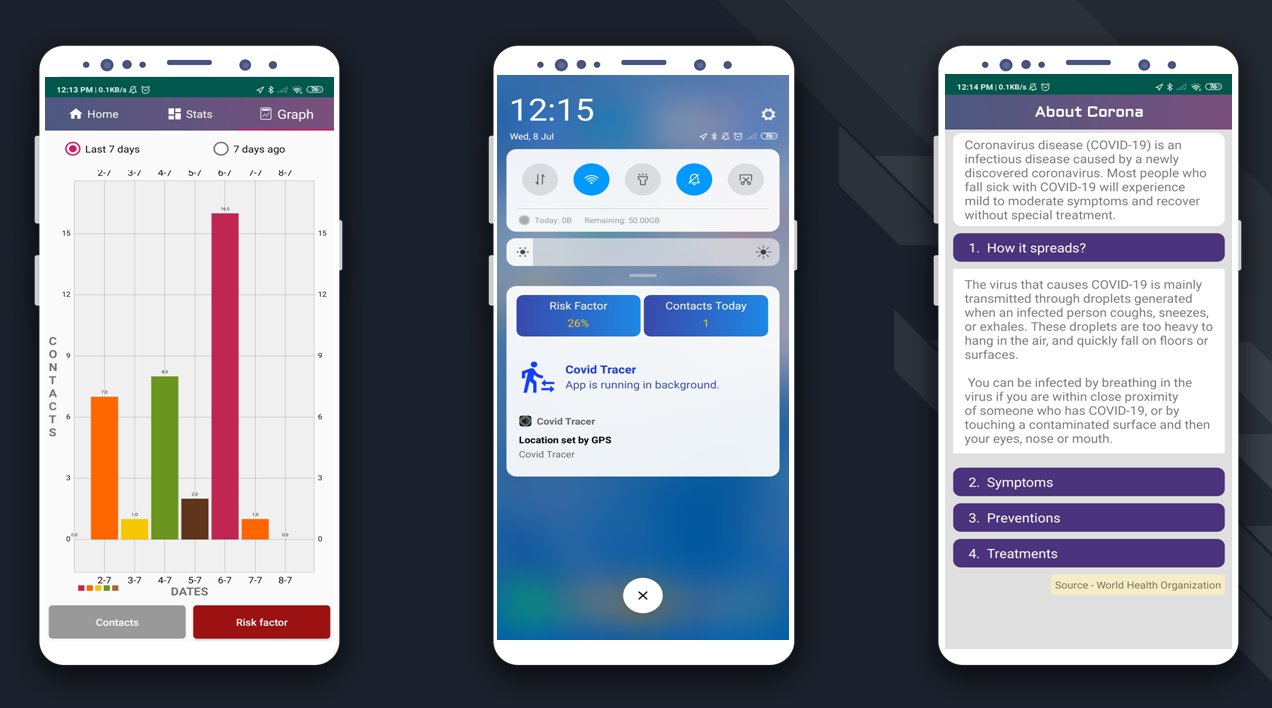 12:13 PM | 0.1KB/s
76
Home
Stats
Graph
Last 7 days
7 days ago
2-7 3-7 4-7 5-7 6-7 7-7 8-7
16.0
15
15
12
12
CONTACTS
9
9
8.0
7.0
6
6
3
3
2.0
1.0
1.0
0.0
0.0
0
0
2-7 3-7 4-7 5-7 6-7 7-7 8-7
DATES
Contacts
Risk factor
12:15
Wed, 8 Jul
76
Today: 0B Remaining: 50.00GB
Risk Factor
26%
Contacts Today
1
Covid Tracer
App is running in background.
Covid Tracer
Location set by GPS
Covid Tracer
12:14 PM | 0.1KB/s
76
About Corona
Coronavirus disease (COVID-19) is an
infectious disease caused by a newly
discovered coronavirus. Most people who
fall sick with COVID-19 will experience
mild to moderate symptoms and recover
without special treatment.
1. How it spreads?
The virus that causes COVID-19 is mainly
transmitted through droplets generated
when an infected person coughs, sneezes,
or exhales. These droplets are too heavy to
hang in the air, and quickly fall on floors or
surfaces.
You can be infected by breathing in the
virus if you are within close proximity
of someone who has COVID-19, or by
touching a contaminated surface and then
your eyes, nose or mouth.
2. Symptoms
3. Preventions
4. Treatments
Source - World Health Organization